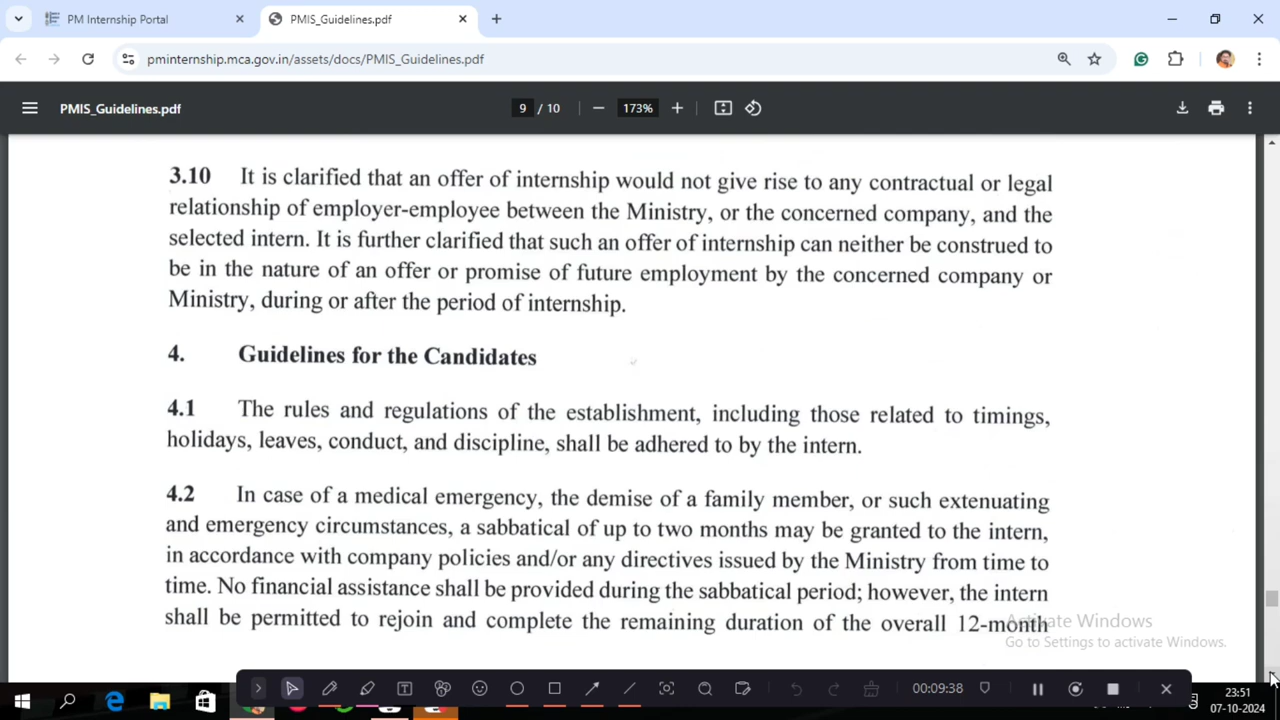 PM Internship Portal
PMIS_Guidelines.pdf
pminternship.mca.gov.in/assets/docs/PMIS_Guidelines.pdf
PMIS_Guidelines.pdf
9 / 10
173%
3.10 It is clarified that an offer of internship would not give rise to any contractual or legal
relationship of employer-employee between the Ministry, or the concerned company, and the
selected intern. It is further clarified that such an offer of internship can neither be construed to
be in the nature of an offer or promise of future employment by the concerned company or
Ministry, during or after the period of internship.
4. Guidelines for the Candidates
4.1 The rules and regulations of the establishment, including those related to timings,
holidays, leaves, conduct, and discipline, shall be adhered to by the intern.
4.2 In case of a medical emergency, the demise of a family member, or such extenuating
and emergency circumstances, a sabbatical of up to two months may be granted to the intern,
in accordance with company policies and/or any directives issued by the Ministry from time to
time. No financial assistance shall be provided during the sabbatical period; however, the intern
shall be permitted to rejoin and complete the remaining duration of the overall 12-month
Activate Windows
Go to Settings to activate Windows.
00:09:38
23:51
07-10-2024